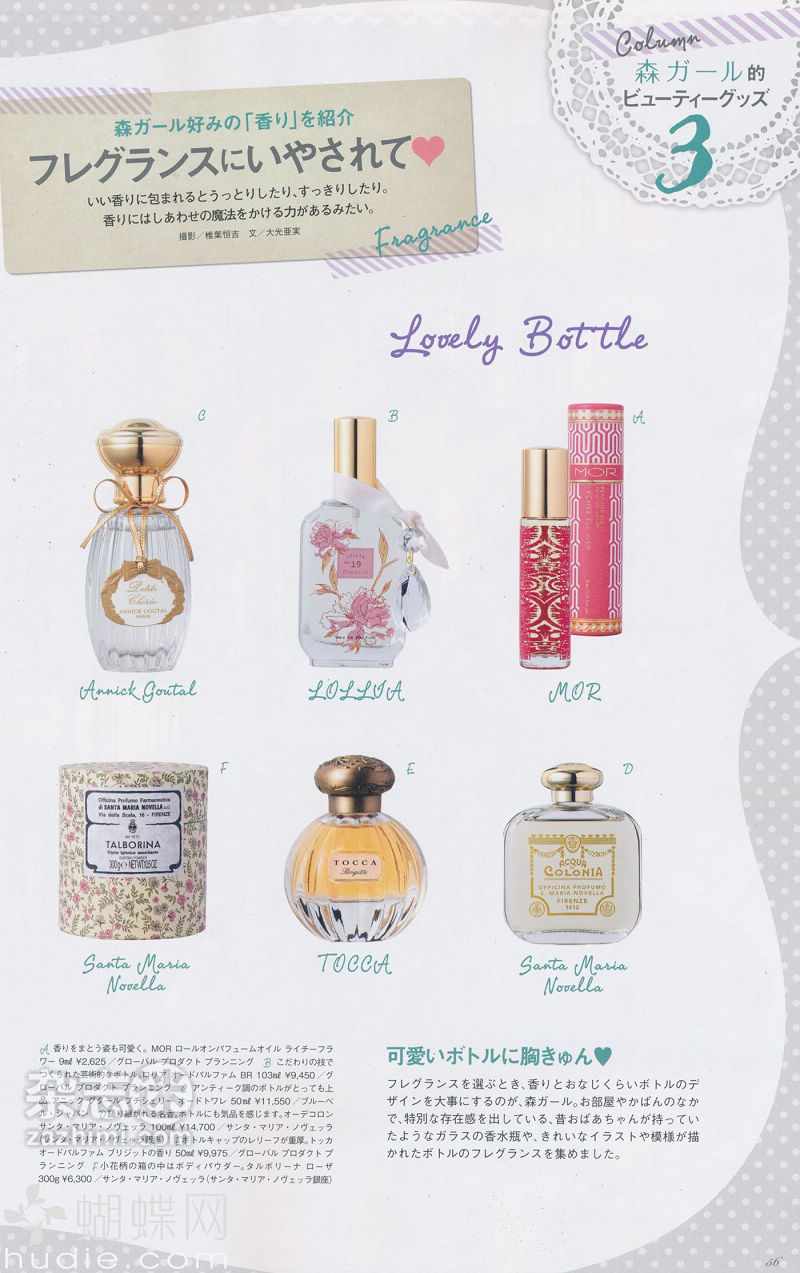 Column
森ガール的
ビューティーグッズ
3
森ガール好みの「香り」を紹介
フレグランスにいやされて♥
いい香りに包まれるとうっとりしたり、すっきりしたり。
香りにはしあわせの魔法をかける力があるみたい。
撮影／椎葉恒吉 文／大光亜実
Fragrance
Lovely Bottle
C
Petite
Chérie
ANNICK GOUTAL
PARIS
Annick Goutal
B
No 19
EAU DE PARFUM
LOLLIA
A
MOR
MOR
F
Officina Profumo Farmaceutica
di SANTA MARIA NOVELLA
Via della Scala, 16 - FIRENZE
TALBORINA
DUSTING POWDER
300g e NET WT.10.5 OZ.
Santa Maria
Novella
E
TOCCA
Brigitte
TOCCA
D
ACQUA
DI
COLONIA
OFFICINA PROFUMO
S. MARIA NOVELLA
FIRENZE
1612
Santa Maria
Novella
A 香りをまとう姿も可愛く。MOR ロールオンパフュームオイル ライチーフラ
ワー 9㎖ ¥2,625／グローバル プロダクト プランニング B こだわりの技で
つくられた芸術的なボトル。ロリア オードパルファム BR 103㎖ ¥9,450／グ
ローバル プロダクト プランニング アンティーク調のボトルがとっても上
品。アニック グタール プチシェリー オードトワレ 50㎖ ¥11,550／ブルーベ
ル・ジャパン り継がれる名香。ボトルにも気品を感じます。オーデコロン
サンタ・マリア・ノヴェッラ 100㎖ ¥14,700／サンタ・マリア・ノヴェッラ
トルキャップのレリーフが重厚。トッカ
オードパルファム ブリジットの香り 50㎖ ¥9,975／グローバル プロダクト プ
ランニング F 小花柄の箱の中はボディパウダー。タルボリーナ ローザ
300g ¥6,300／サンタ・マリア・ノヴェッラ（サンタ・マリア・ノヴェッラ銀座）
可愛いボトルに胸きゅん♥
フレグランスを選ぶとき、香りとおなじくらいボトルのデ
ザインを大事にするのが、森ガール。お部屋やかばんのなか
で、特別な存在感を出している、昔おばあちゃんが持ってい
たようなガラスの香水瓶や、きれいなイラストや模様が描
かれたボトルのフレグランスを集めました。
蝴蝶网
hudie.com
56